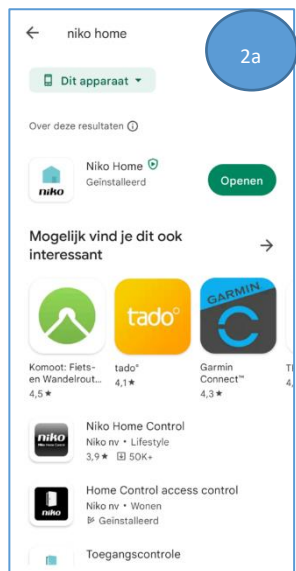 niko home
2a
Dit apparaat
Over deze resultaten
Niko Home
Geïnstalleerd
Openen
niko
Mogelijk vind je dit ook
interessant
tado°
GARMIN
Komoot: Fiets-
en Wandelrout...
4,5★
tado°
4,1★
Garmin
Connect™
4,3★
niko
Niko Home Control
Niko nv • Lifestyle
3,9★ 50K+
niko
Home Control access control
Niko nv • Wonen
Geïnstalleerd
Toegangscontrole